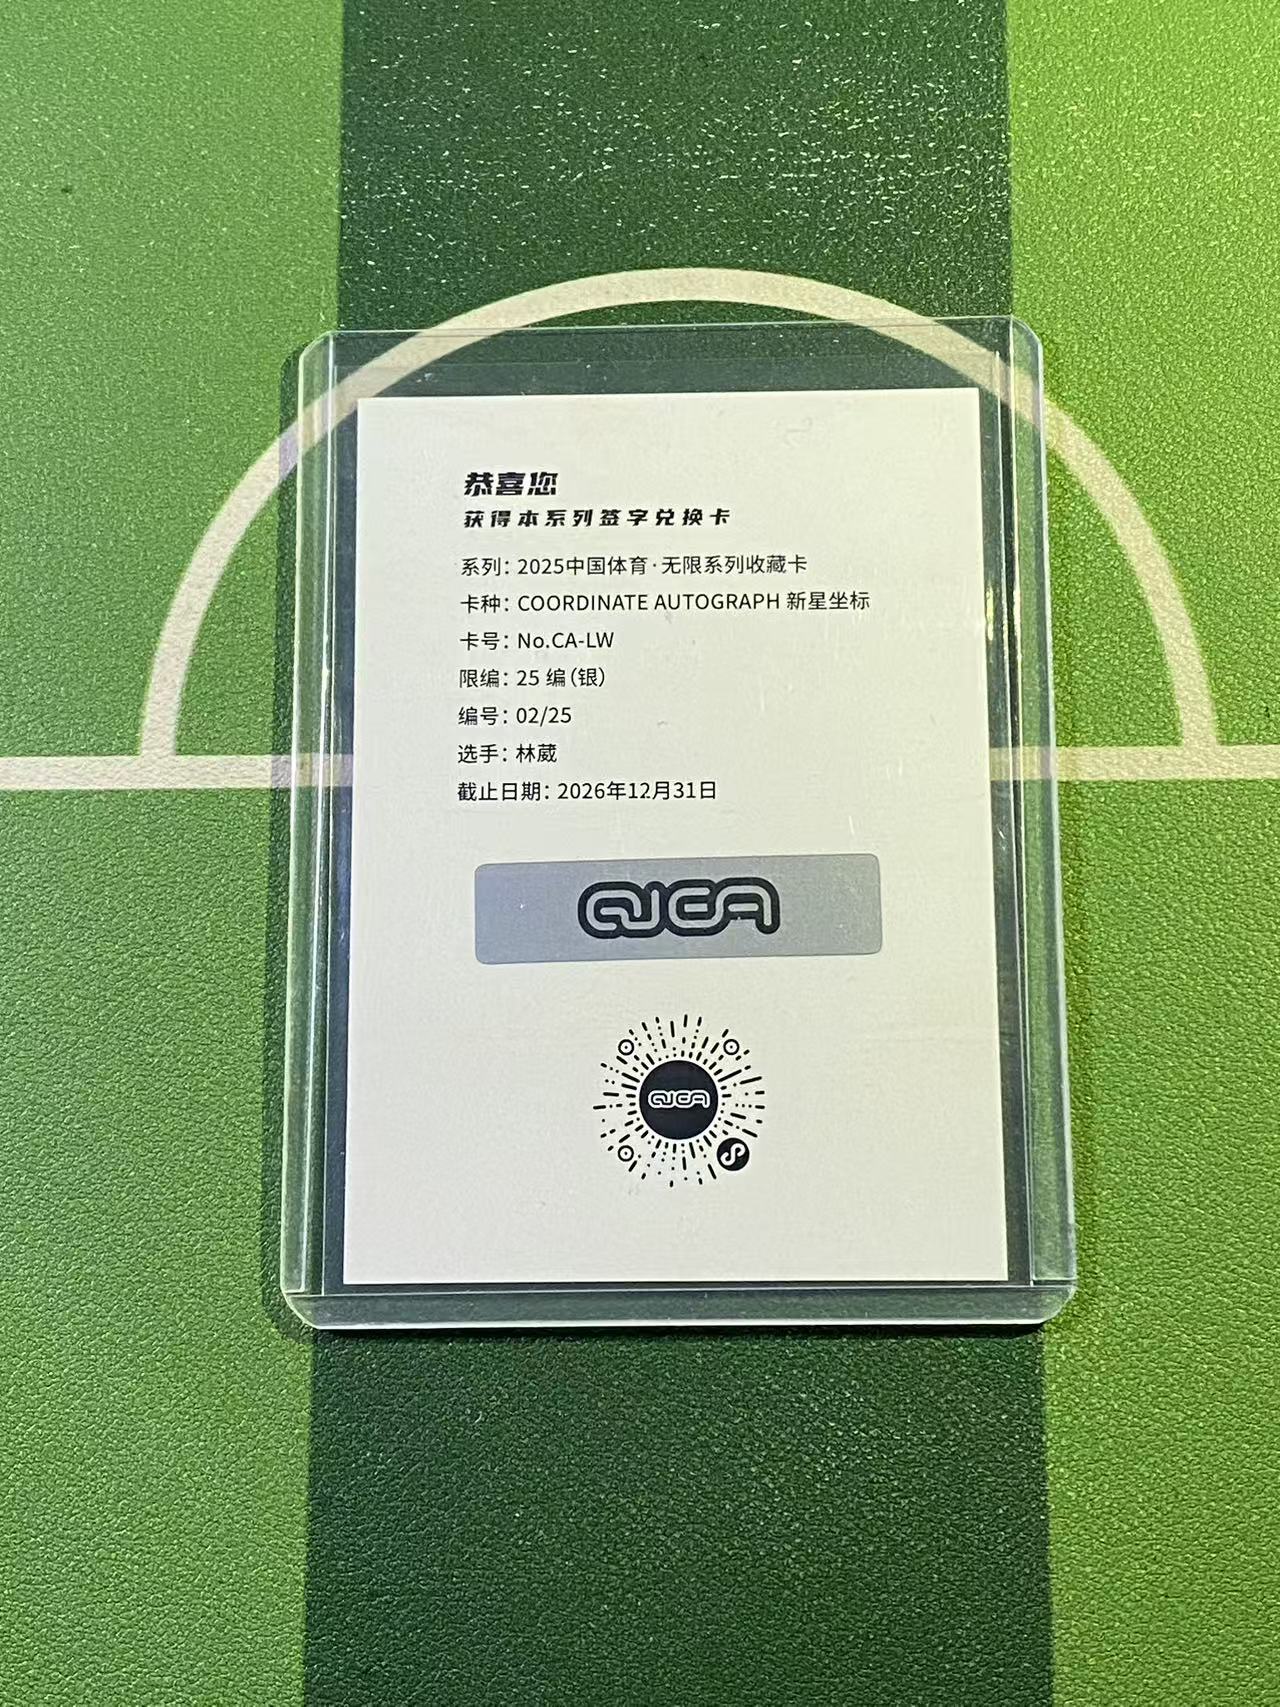 恭喜您
获得本系列签字兑换卡
系列：2025中国体育·无限系列收藏卡
卡种：COORDINATE AUTOGRAPH 新星坐标
卡号：No.CA-LW
限编：25 编（银）
编号：02/25
选手：林葳
截止日期：2026年12月31日